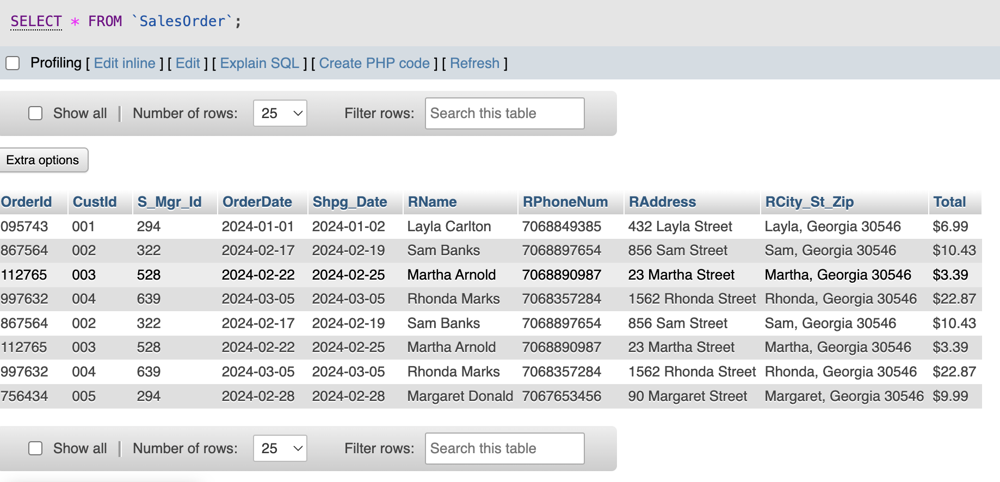 SELECT * FROM `SalesOrder`;
Profiling [ Edit inline ] [ Edit ] [ Explain SQL ] [ Create PHP code ] [ Refresh ]
Show all | Number of rows: 25 Filter rows: Search this table
Extra options
OrderId CustId S_Mgr_Id OrderDate Shpg_Date RName RPhoneNum RAddress RCity_St_Zip Total
095743 001 294 2024-01-01 2024-01-02 Layla Carlton 7068849385 432 Layla Street Layla, Georgia 30546 $6.99
867564 002 322 2024-02-17 2024-02-19 Sam Banks 7068897654 856 Sam Street Sam, Georgia 30546 $10.43
112765 003 528 2024-02-22 2024-02-25 Martha Arnold 7068890987 23 Martha Street Martha, Georgia 30546 $3.39
997632 004 639 2024-03-05 2024-03-05 Rhonda Marks 7068357284 1562 Rhonda Street Rhonda, Georgia 30546 $22.87
867564 002 322 2024-02-17 2024-02-19 Sam Banks 7068897654 856 Sam Street Sam, Georgia 30546 $10.43
112765 003 528 2024-02-22 2024-02-25 Martha Arnold 7068890987 23 Martha Street Martha, Georgia 30546 $3.39
997632 004 639 2024-03-05 2024-03-05 Rhonda Marks 7068357284 1562 Rhonda Street Rhonda, Georgia 30546 $22.87
756434 005 294 2024-02-28 2024-02-28 Margaret Donald 7067653456 90 Margaret Street Margaret, Georgia 30546 $9.99
Show all | Number of rows: 25 Filter rows: Search this table